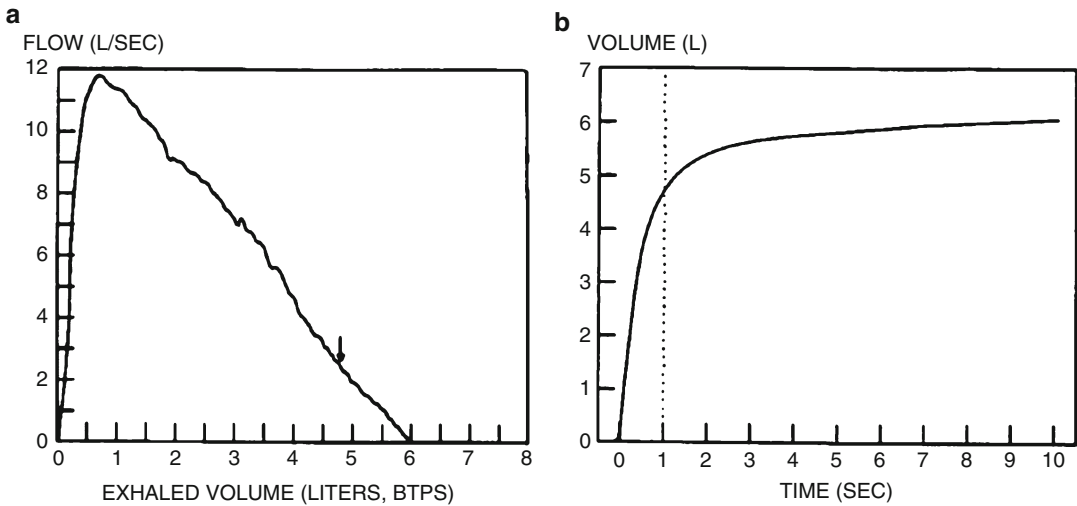 a
FLOW (L/SEC)
12
10
8
6
4
2
0
0 1 2 3 4 5 6 7 8
EXHALED VOLUME (LITERS, BTPS)
b
VOLUME (L)
7
6
5
4
3
2
1
0
0 1 2 3 4 5 6 7 8 9 10
TIME (SEC)